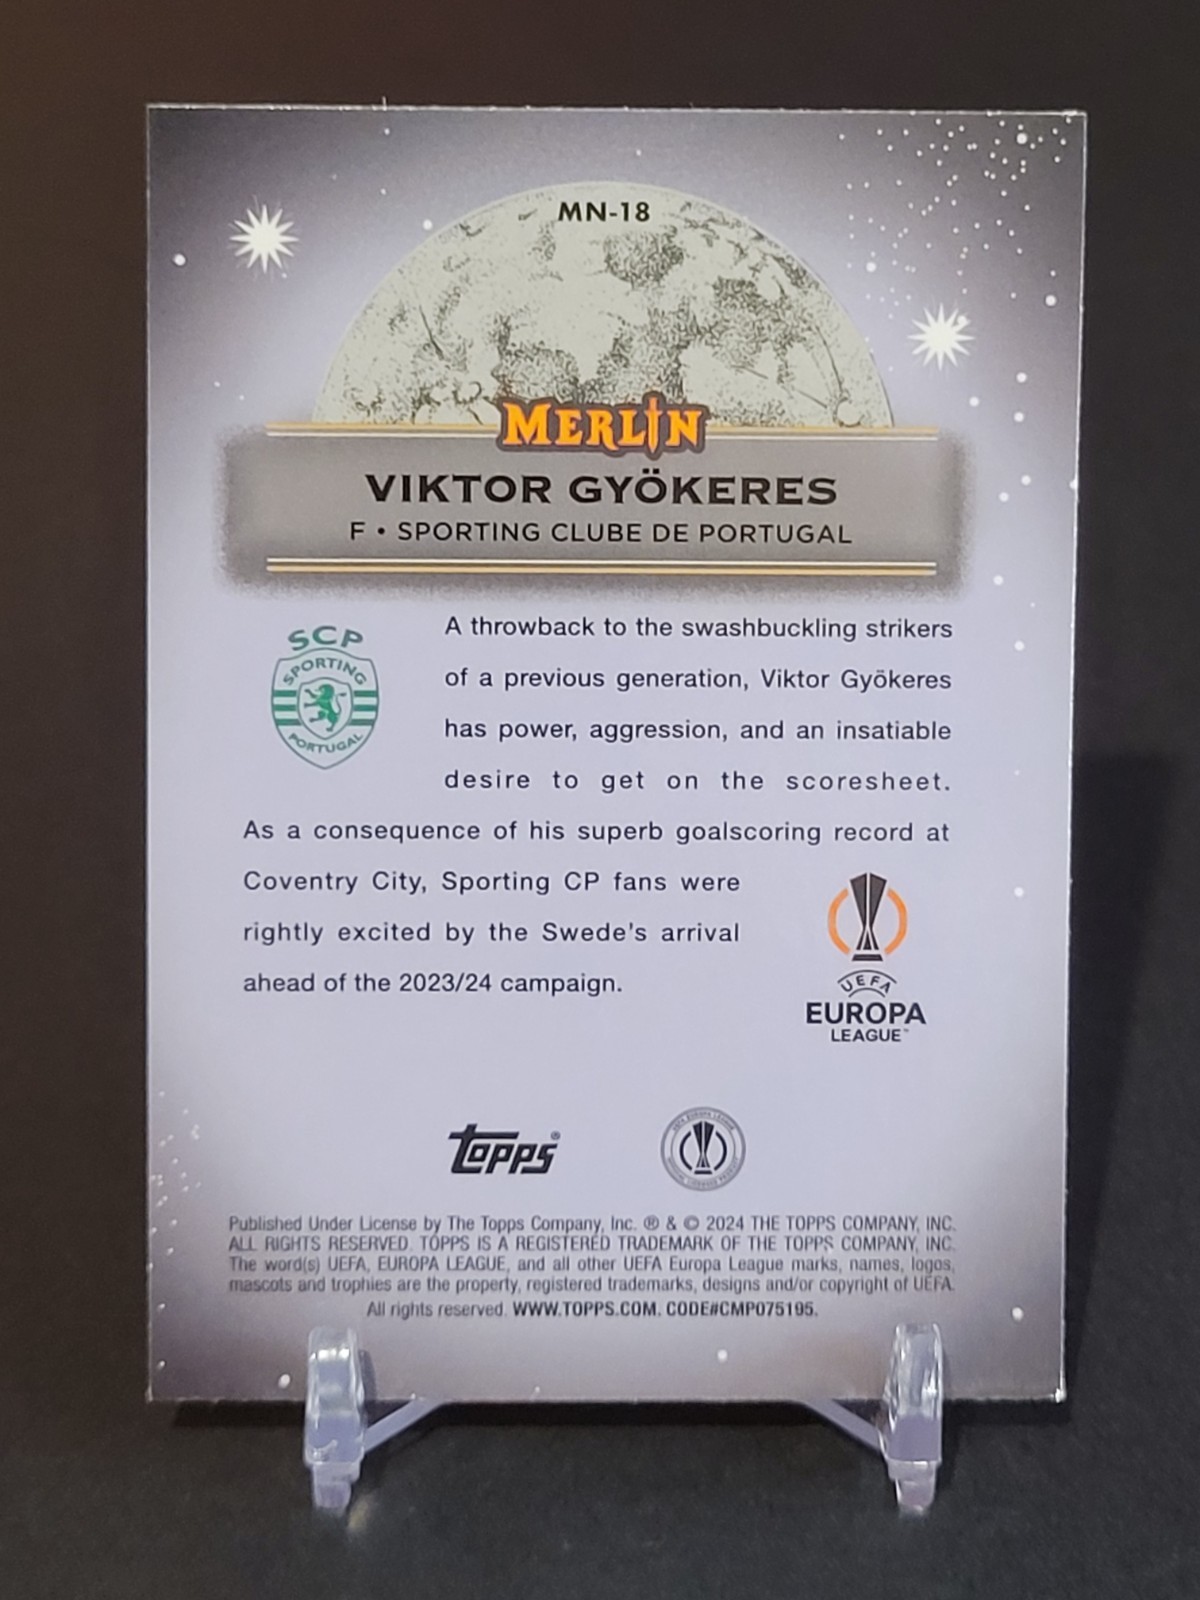 MN-18
MERLIN
VIKTOR GYÖKERES
F • SPORTING CLUBE DE PORTUGAL
SCP
SPORTING
PORTUGAL
A throwback to the swashbuckling strikers
of a previous generation, Viktor Gyökeres
has power, aggression, and an insatiable
desire to get on the scoresheet.
As a consequence of his superb goalscoring record at
Coventry City, Sporting CP fans were
rightly excited by the Swede's arrival
ahead of the 2023/24 campaign.
UEFA
EUROPA
LEAGUE™
Topps®
Published Under License by The Topps Company, Inc. ® & © 2024 THE TOPPS COMPANY, INC.
ALL RIGHTS RESERVED. TOPPS IS A REGISTERED TRADEMARK OF THE TOPPS COMPANY, INC.
The word(s) UEFA, EUROPA LEAGUE, and all other UEFA Europa League marks, names, logos,
mascots and trophies are the property, registered trademarks, designs and/or copyright of UEFA.
All rights reserved. WWW.TOPPS.COM. CODE#CMP075195.